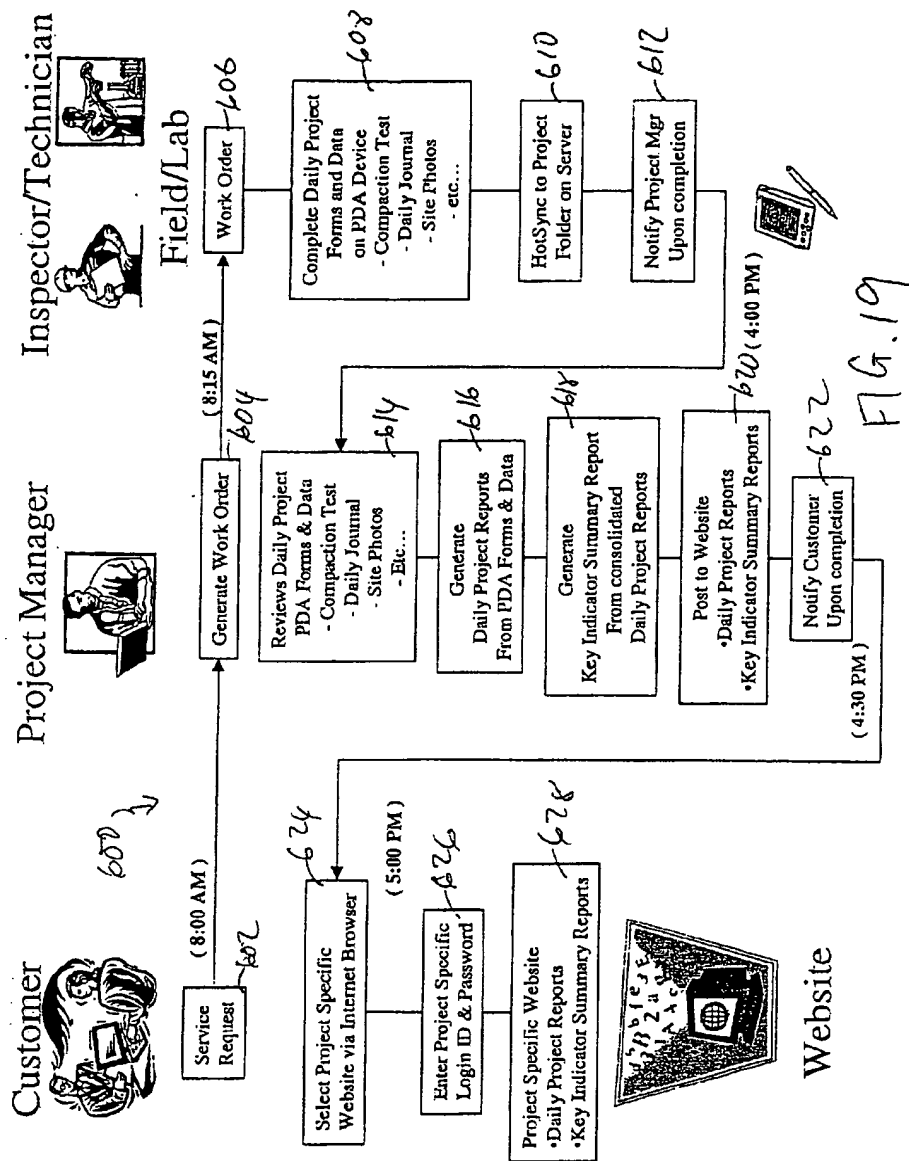 Customer
Project Manager
Inspector/Technician
Field/Lab
600
Service
Request
602
(8:00 AM)
Generate Work Order
604
(8:15 AM)
Work Order
606
Complete Daily Project
Forms and Data
on PDA Device
- Compaction Test
- Daily Journal
- Site Photos
- etc...
608
HotSync to Project
Folder on Server
610
Notify Project Mgr
Upon completion
612
Reviews Daily Project
PDA Forms & Data
- Compaction Test
- Daily Journal
- Site Photos
- Etc...
614
Generate
Daily Project Reports
From PDA Forms & Data
616
Generate
Key Indicator Summary Report
From consolidated
Daily Project Reports
618
Post to Website
•Daily Project Reports
•Key Indicator Summary Reports
620
(4:00 PM)
Notify Customer
Upon completion
622
(4:30 PM)
Select Project Specific
Website via Internet Browser
624
(5:00 PM)
Enter Project Specific
Login ID & Password
626
Project Specific Website
•Daily Project Reports
•Key Indicator Summary Reports
628
Website
FIG. 19